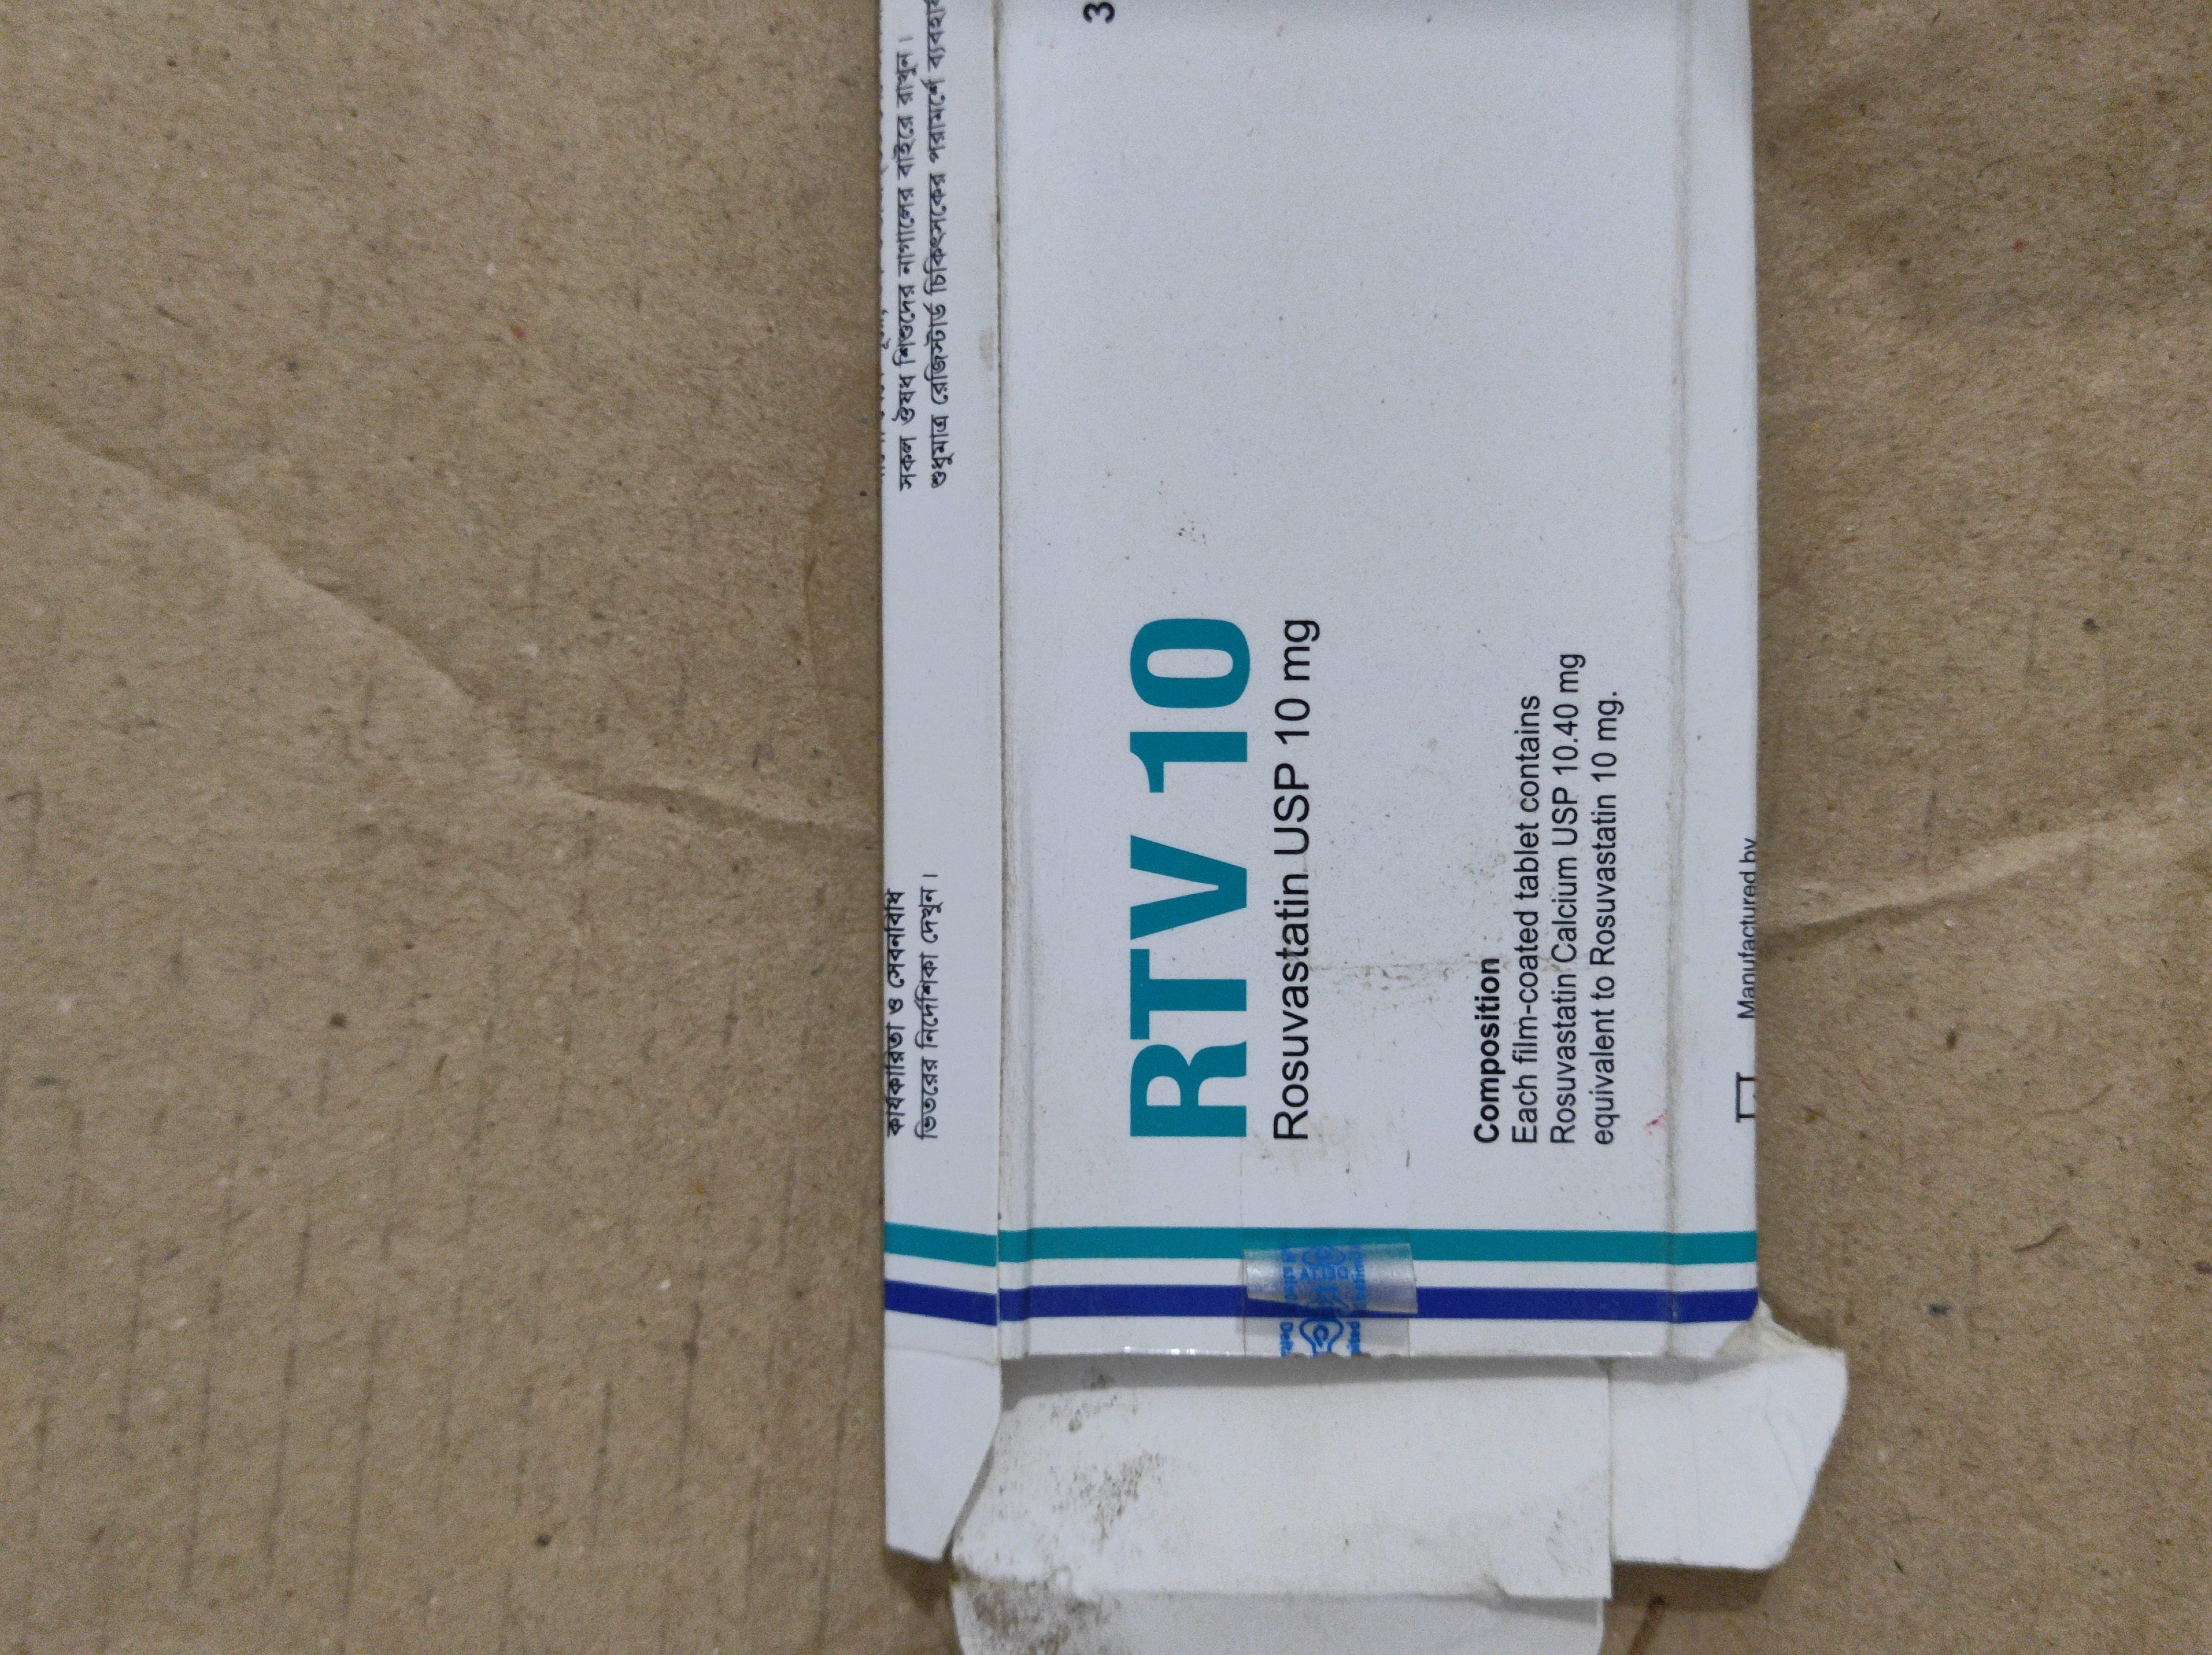 কার্যকারিতা ও সেবনবিধি
ভিতরের নির্দেশিকা দেখুন।
সকল ঔষধ শিশুদের নাগালের বাইরে রাখুন।
শুধুমাত্র রেজিস্টার্ড চিকিৎসকের পরামর্শে
3
RTV 10
Rosuvastatin USP 10 mg
Composition
Each film-coated tablet contains
Rosuvastatin Calcium USP 10.40 mg
equivalent to Rosuvastatin 10 mg.
Manufactured by